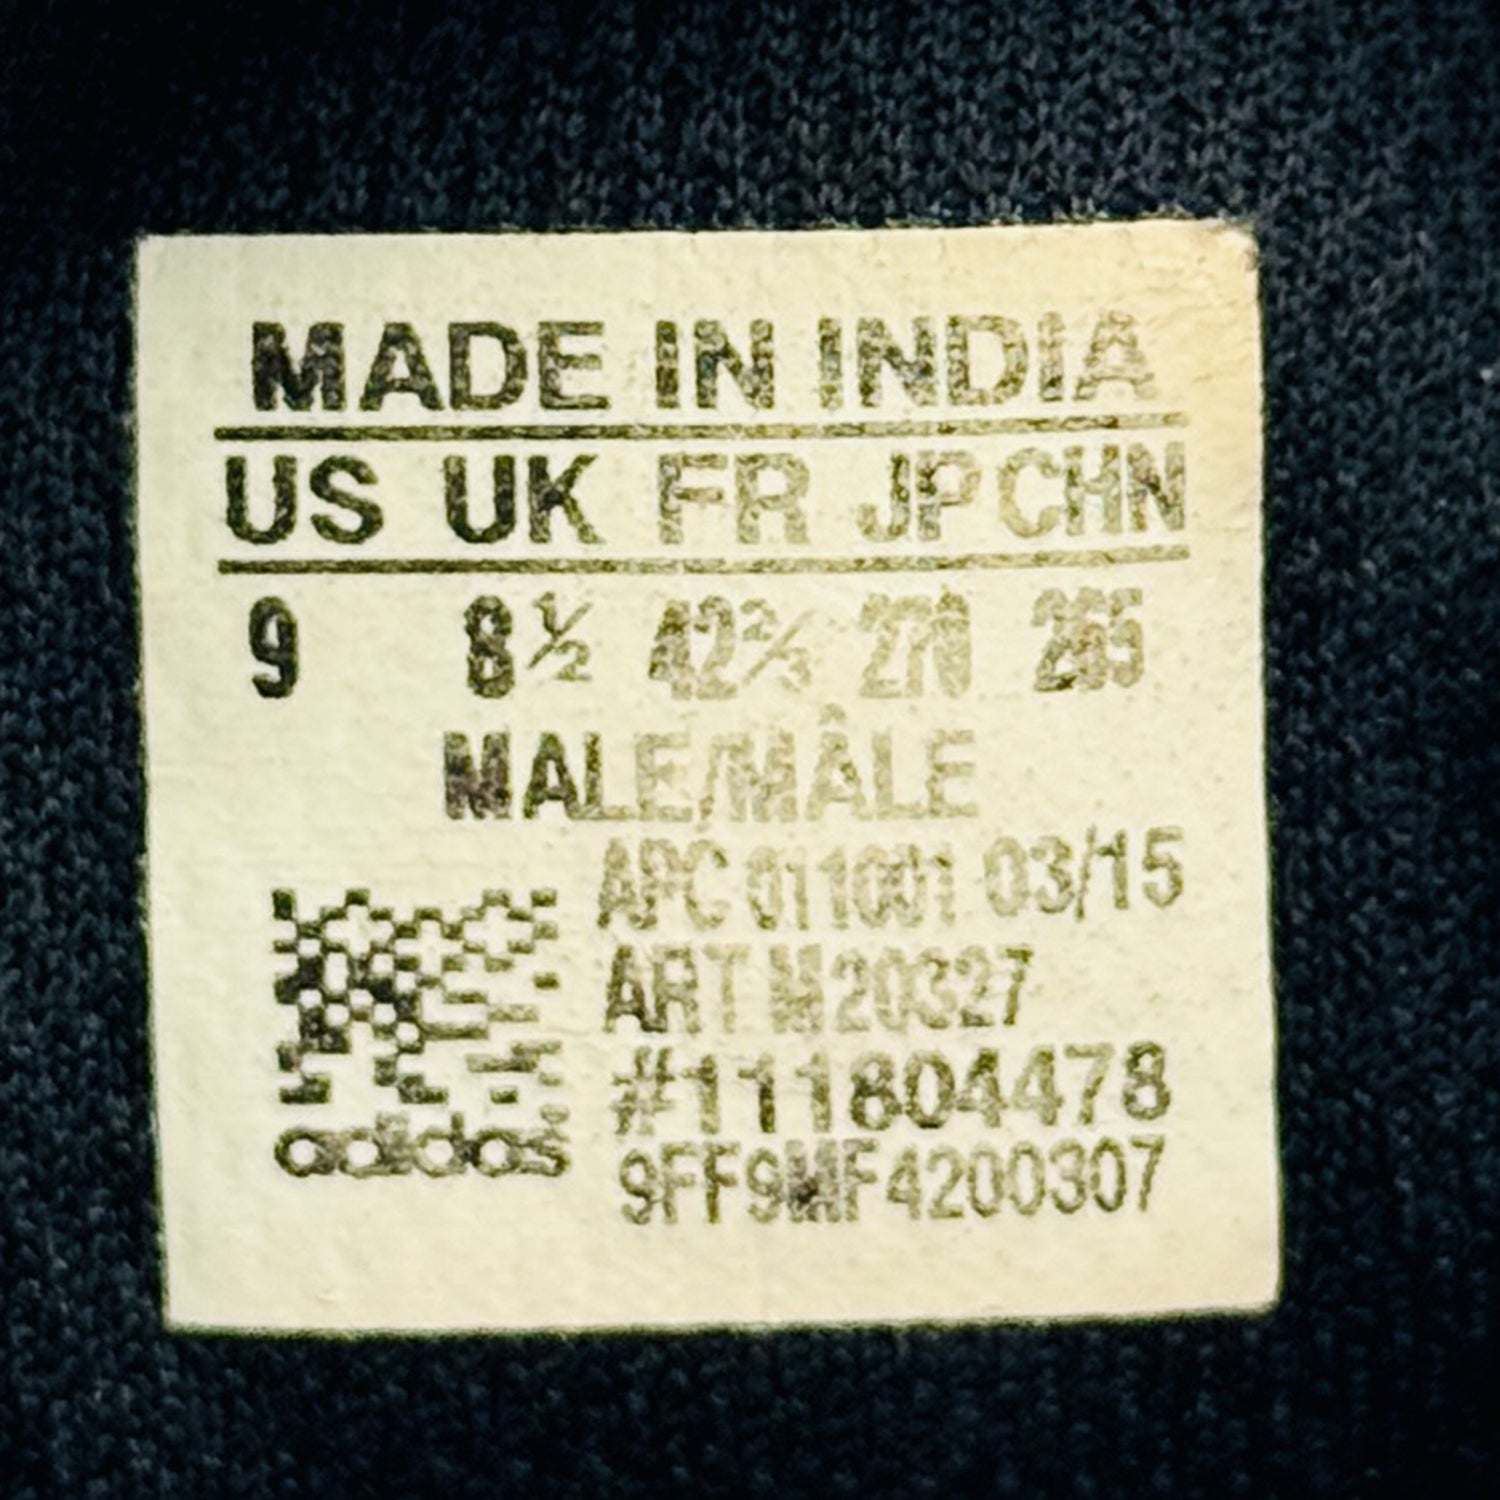 MADE IN INDIA
US UK FR JP CHN
9 8½ 42⅔ 270 265
MALE/MÂLE
APC 011001 03/15
ART M20327
#111804478
9FF9MF4200307
adidas